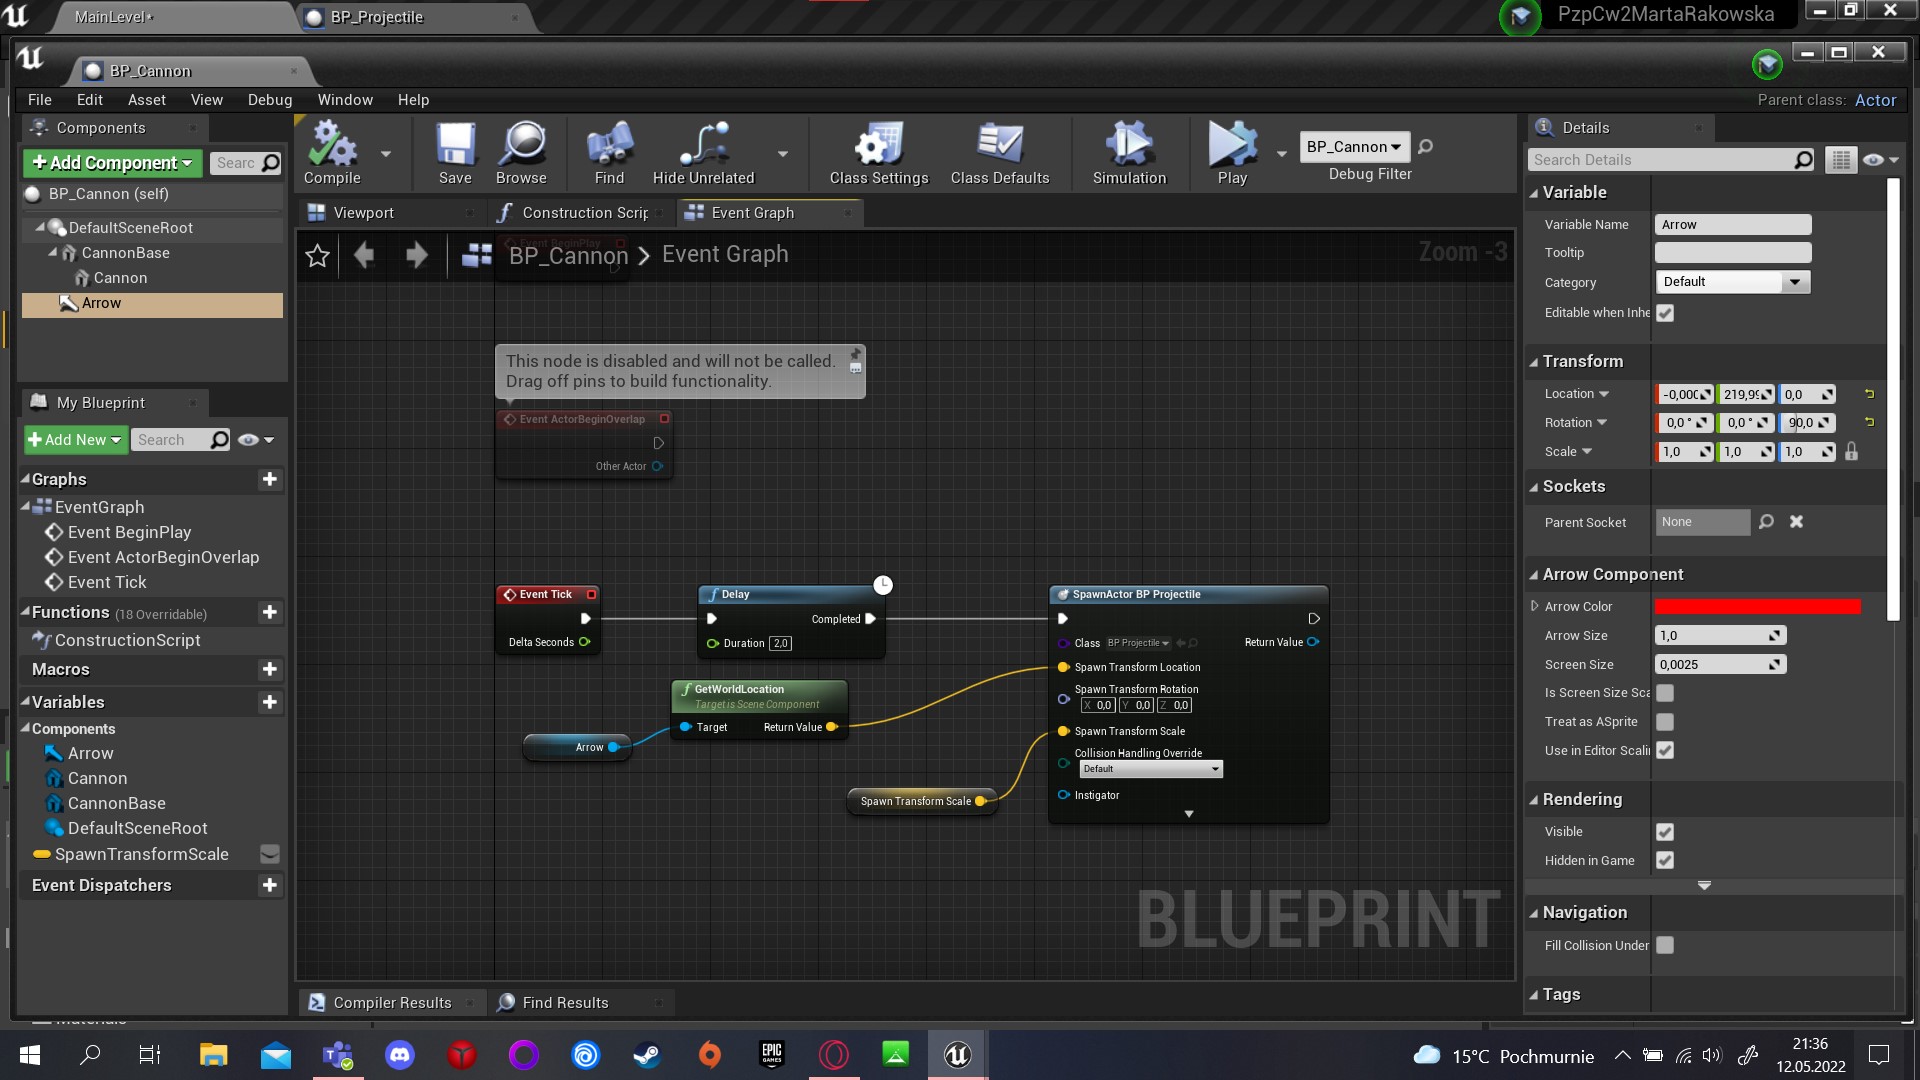 MainLevel*
BP_Projectile
PzpCw2MartaRakowska
BP_Cannon
File Edit Asset View Debug Window Help
Parent class: Actor
Components
+ Add Component
Searc
BP_Cannon (self)
DefaultSceneRoot
CannonBase
Cannon
Arrow
Compile
Save
Browse
Find
Hide Unrelated
Class Settings
Class Defaults
Simulation
Play
BP_Cannon
Debug Filter
Viewport
Construction Scrip
Event Graph
Event BeginPlay
BP_Cannon > Event Graph
Zoom -3
This node is disabled and will not be called.
Drag off pins to build functionality.
Event ActorBeginOverlap
Other Actor
Event Tick
Delta Seconds
Delay
Completed
Duration 2,0
GetWorldLocation
Target is Scene Component
Target
Return Value
Arrow
Spawn Transform Scale
SpawnActor BP Projectile
Class BP Projectile
Return Value
Spawn Transform Location
Spawn Transform Rotation
X 0,0 Y 0,0 Z 0,0
Spawn Transform Scale
Collision Handling Override
Default
Instigator
BLUEPRINT
My Blueprint
+ Add New
Search
Graphs
EventGraph
Event BeginPlay
Event ActorBeginOverlap
Event Tick
Functions (18 Overridable)
ConstructionScript
Macros
Variables
Components
Arrow
Cannon
CannonBase
DefaultSceneRoot
SpawnTransformScale
Event Dispatchers
Compiler Results
Find Results
Details
Search Details
Variable
Variable Name Arrow
Tooltip
Category Default
Editable when Inhe
Transform
Location -0,000 219,99 0,0
Rotation 0,0 ° 0,0 ° 90,0
Scale 1,0 1,0 1,0
Sockets
Parent Socket None
Arrow Component
Arrow Color
Arrow Size 1,0
Screen Size 0,0025
Is Screen Size Sca
Treat as ASprite
Use in Editor Scalin
Rendering
Visible
Hidden in Game
Navigation
Fill Collision Under
Tags
EPIC
GAMES
15°C Pochmurnie
21:36
12.05.2022